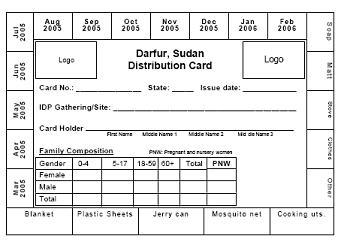 Aug 2005 Sep 2005 Oct 2005 Nov 2005 Dec 2005 Jan 2006 Feb 2006
Jul 2005
Jun 2005
May 2005
Apr 2005
Mar 2005
Logo
Darfur, Sudan
Distribution Card
Logo
Card No.: State: Issue date:
IDP Gathering/Site:
Card Holder
First Name Middle Name 1 Middle Name 2 Middle Name 3
Family Composition PNW: Pregnant and nursery women
Gender 0-4 5-17 18-59 60+ Total PNW
Female
Male
Total
Soap
Matt
Stove
Clothes
Other
Blanket Plastic Sheets Jerry can Mosquito net Cooking uts.